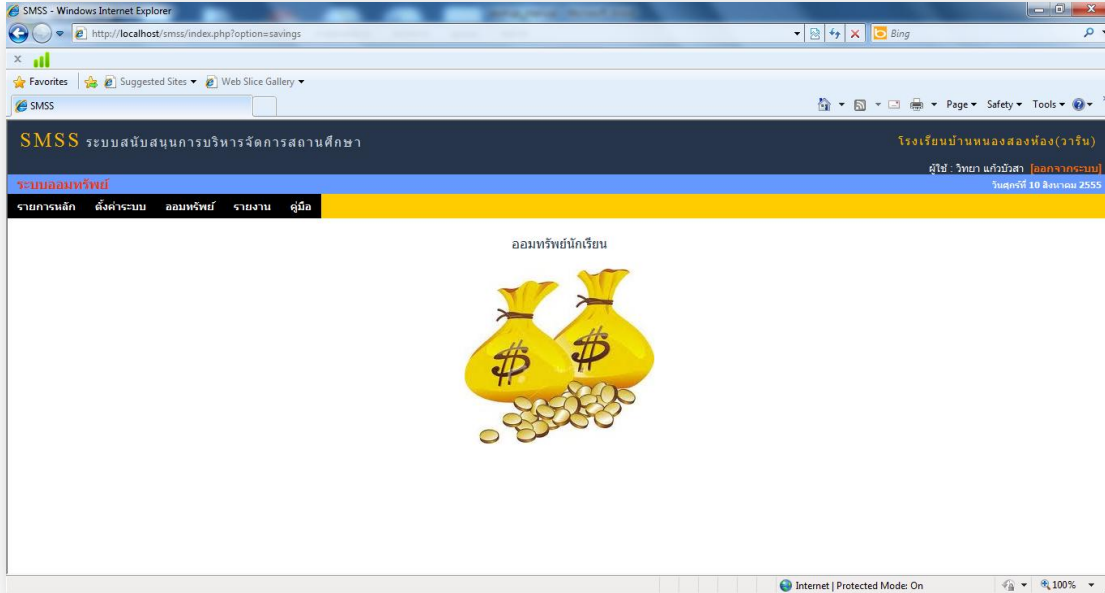 SMSS - Windows Internet Explorer
http://localhost/smss/index.php?option=savings
Bing
Favorites Suggested Sites Web Slice Gallery
SMSS Page Safety Tools
SMSS ระบบสนับสนุนการบริหารจัดการสถานศึกษา โรงเรียนบ้านหนองสองห้อง(วาริน)
ผู้ใช้ : วิทยา แก้วบัวสา [ออกจากระบบ]
ระบบออมทรัพย์ วันศุกร์ที่ 10 สิงหาคม 2555
รายการหลัก ตั้งค่าระบบ ออมทรัพย์ รายงาน คู่มือ
ออมทรัพย์นักเรียน
$ $
Internet | Protected Mode: On 100%